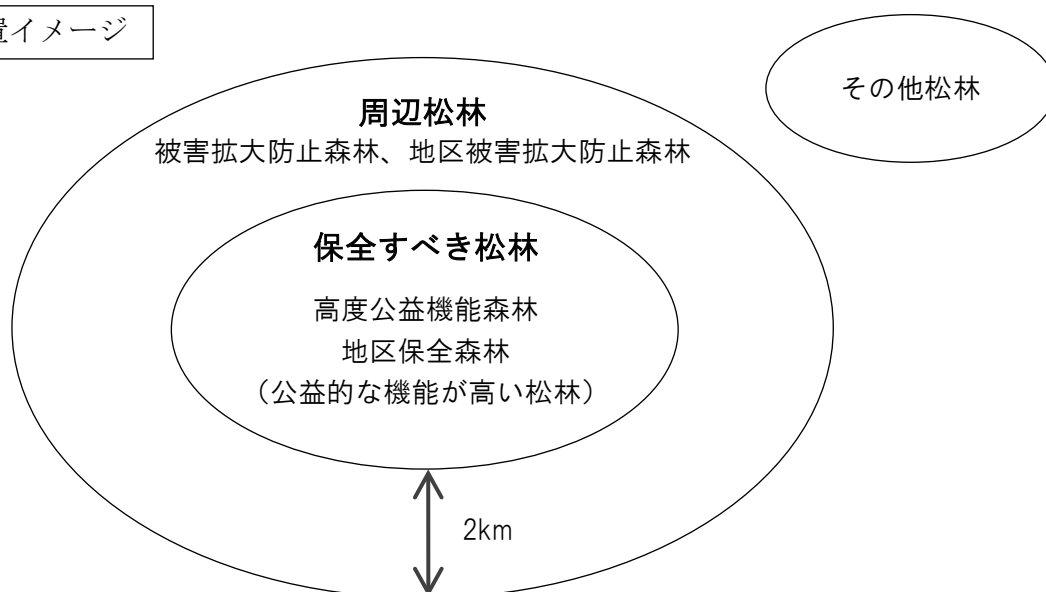 置イメージ
その他松林
周辺松林
被害拡大防止森林、地区被害拡大防止森林
保全すべき松林
高度公益機能森林
地区保全森林
（公益的な機能が高い松林）
2km